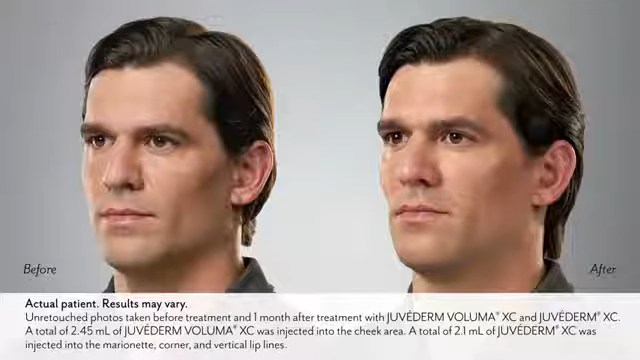 Before
After
Actual patient. Results may vary.
Unretouched photos taken before treatment and 1 month after treatment with JUVÉDERM VOLUMA® XC and JUVÉDERM® XC.
A total of 2.45 mL of JUVÉDERM VOLUMA® XC was injected into the cheek area. A total of 2.1 mL of JUVÉDERM® XC was
injected into the marionette, corner, and vertical lip lines.